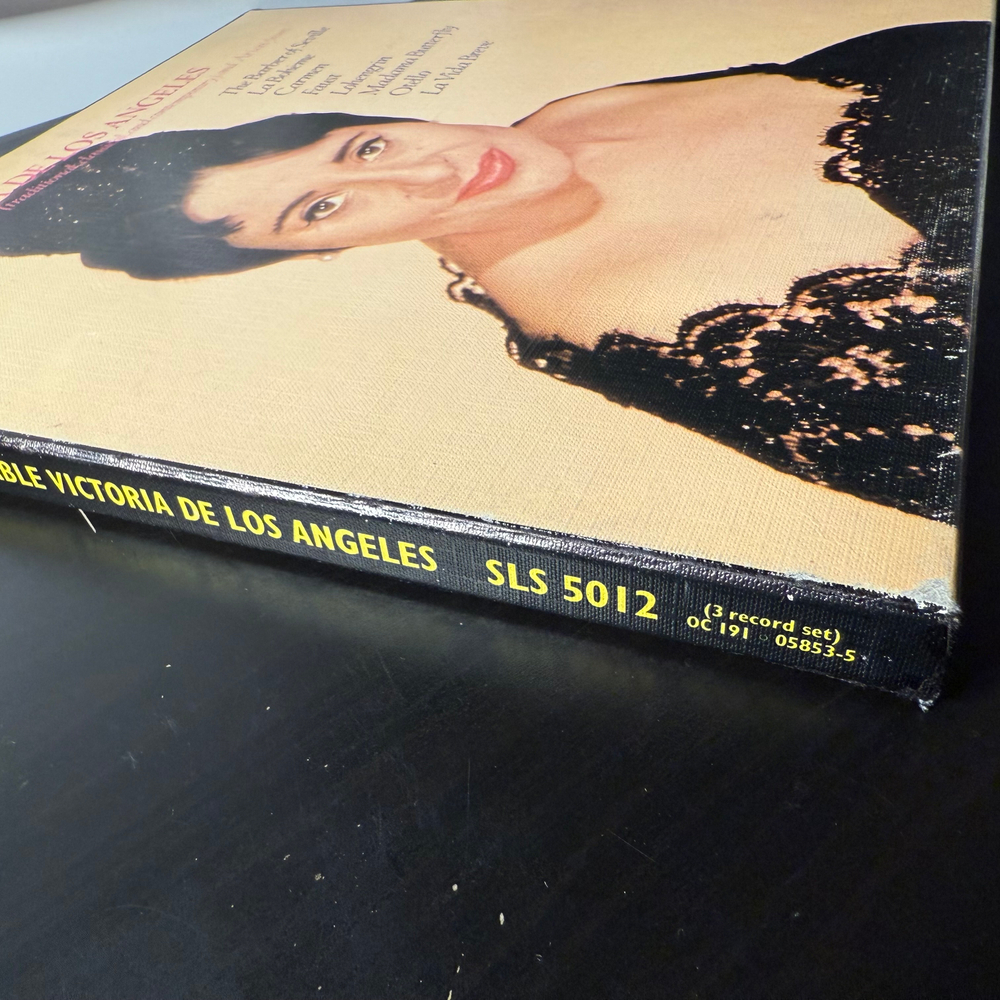 DE LOS ANGELES
The Barber of Seville
La Bohème
Carmen
Faust
Lohengrin
Madama Butterfly
Otello
La Vida Breve
BLE VICTORIA DE LOS ANGELES SLS 5012
(3 record set)
OC 191 ○ 05853-5